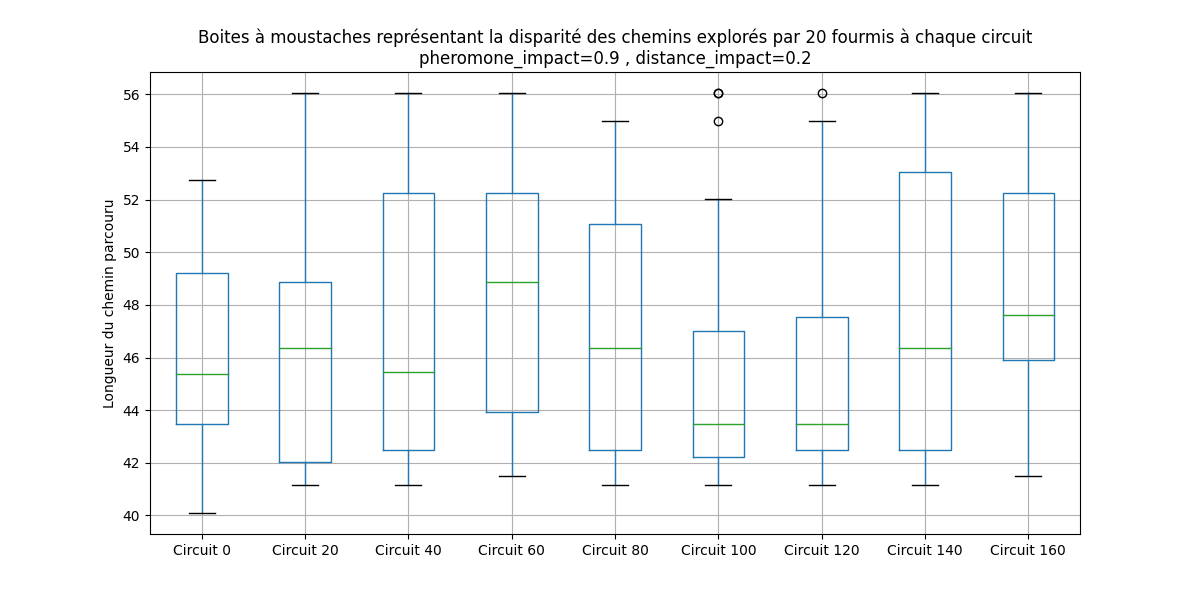 Boites à moustaches représentant la disparité des chemins explorés par 20 fourmis à chaque circuit
pheromone_impact=0.9 , distance_impact=0.2
Longueur du chemin parcouru
56
54
52
50
48
46
44
42
40
Circuit 0
Circuit 20
Circuit 40
Circuit 60
Circuit 80
Circuit 100
Circuit 120
Circuit 140
Circuit 160